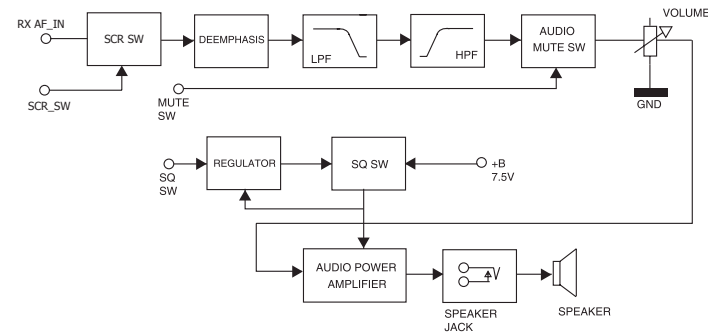 VOLUME
RX AF_IN
SCR SW
DEEMPHASIS
LPF
HPF
AUDIO
MUTE SW
SCR_SW
MUTE
SW
GND
SQ
SW
REGULATOR
SQ SW
+B
7.5V
AUDIO POWER
AMPLIFIER
SPEAKER
JACK
SPEAKER